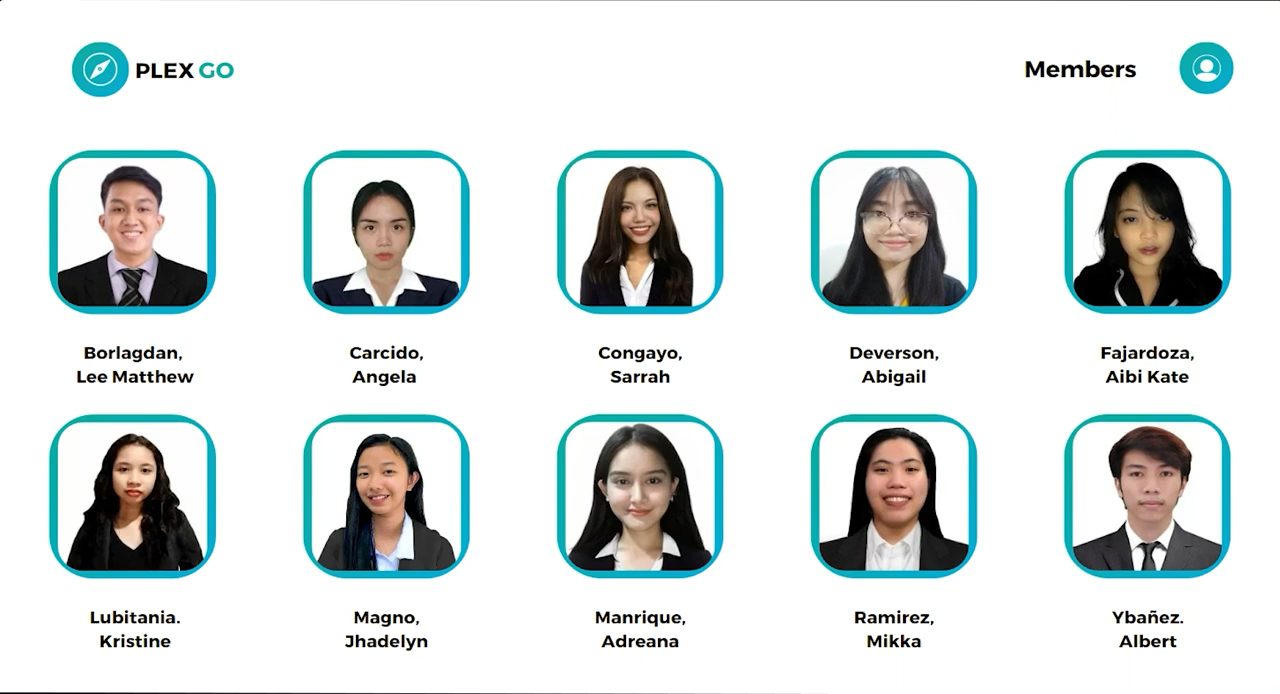 PLEX GO
Members
Borlagdan,
Lee Matthew
Carcido,
Angela
Congayo,
Sarrah
Deverson,
Abigail
Fajardoza,
Aibi Kate
Lubitania.
Kristine
Magno,
Jhadelyn
Manrique,
Adreana
Ramirez,
Mikka
Ybañez.
Albert